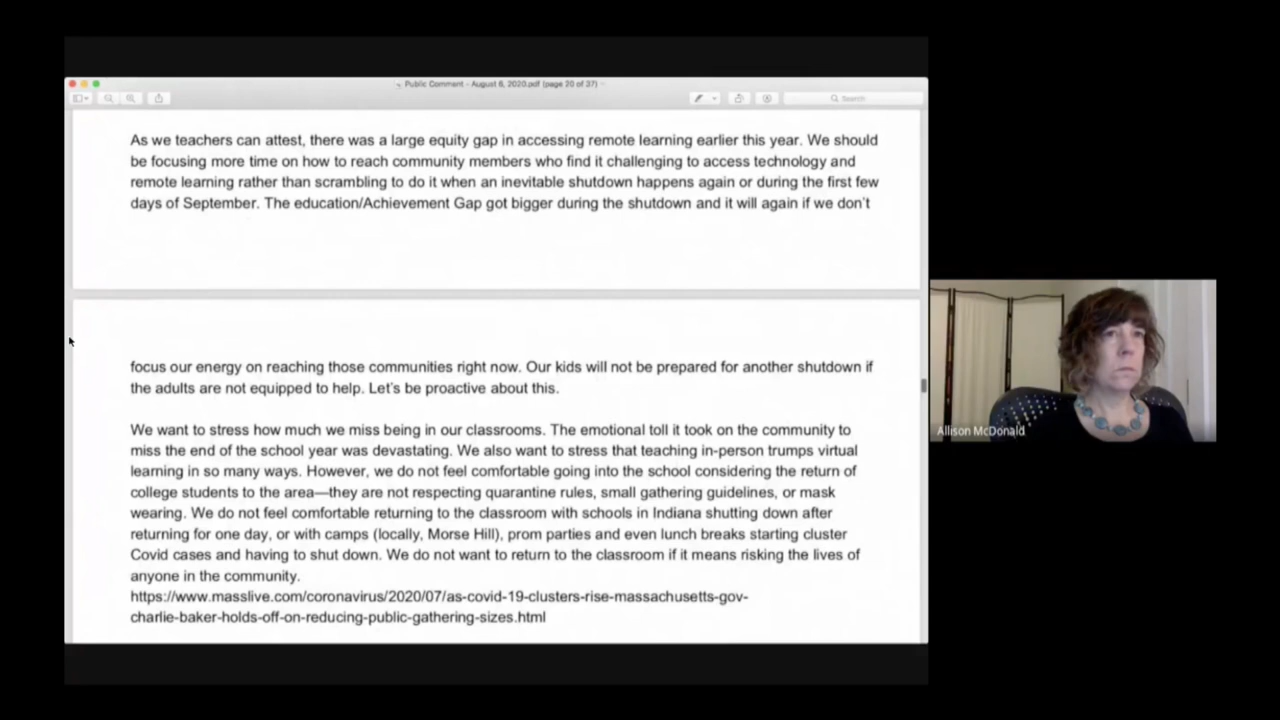 Public Comment - August 6, 2020.pdf (page 20 of 37)
Search
As we teachers can attest, there was a large equity gap in accessing remote learning earlier this year. We should
be focusing more time on how to reach community members who find it challenging to access technology and
remote learning rather than scrambling to do it when an inevitable shutdown happens again or during the first few
days of September. The education/Achievement Gap got bigger during the shutdown and it will again if we don't
focus our energy on reaching those communities right now. Our kids will not be prepared for another shutdown if
the adults are not equipped to help. Let's be proactive about this.
We want to stress how much we miss being in our classrooms. The emotional toll it took on the community to
miss the end of the school year was devastating. We also want to stress that teaching in-person trumps virtual
learning in so many ways. However, we do not feel comfortable going into the school considering the return of
college students to the area—they are not respecting quarantine rules, small gathering guidelines, or mask
wearing. We do not feel comfortable returning to the classroom with schools in Indiana shutting down after
returning for one day, or with camps (locally, Morse Hill), prom parties and even lunch breaks starting cluster
Covid cases and having to shut down. We do not want to return to the classroom if it means risking the lives of
anyone in the community.
https://www.masslive.com/coronavirus/2020/07/as-covid-19-clusters-rise-massachusetts-gov-
charlie-baker-holds-off-on-reducing-public-gathering-sizes.html
Allison McDonald